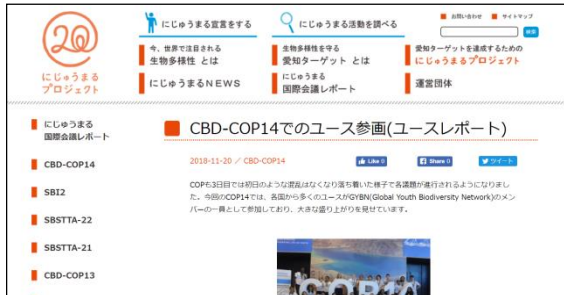 にじゅうまる
プロジェクト
にじゅうまる宣言をする
にじゅうまる活動を調べる
お問い合わせ
サイトマップ
検索
今、世界で注目される
生物多様性 とは
生物多様性を守る
愛知ターゲット とは
愛知ターゲットを達成するための
にじゅうまるプロジェクト
にじゅうまるNEWS
にじゅうまる
国際会議レポート
運営団体
にじゅうまる
国際会議レポート
CBD-COP14
SBI2
SBSTTA-22
SBSTTA-21
CBD-COP13
CBD-COP14でのユース参画(ユースレポート)
2018-11-20 ／ CBD-COP14
Like 0
Share 0
ツイート
COPも3日目では初日のような混乱はなくなり落ち着いた様子で各議題が進行されるようになりまし
た。今回のCOP14では、各国から多くのユースがGYBN(Global Youth Biodiversity Network)のメン
バーの一員として参加しており、大きな盛り上がりを見せています。
COP14